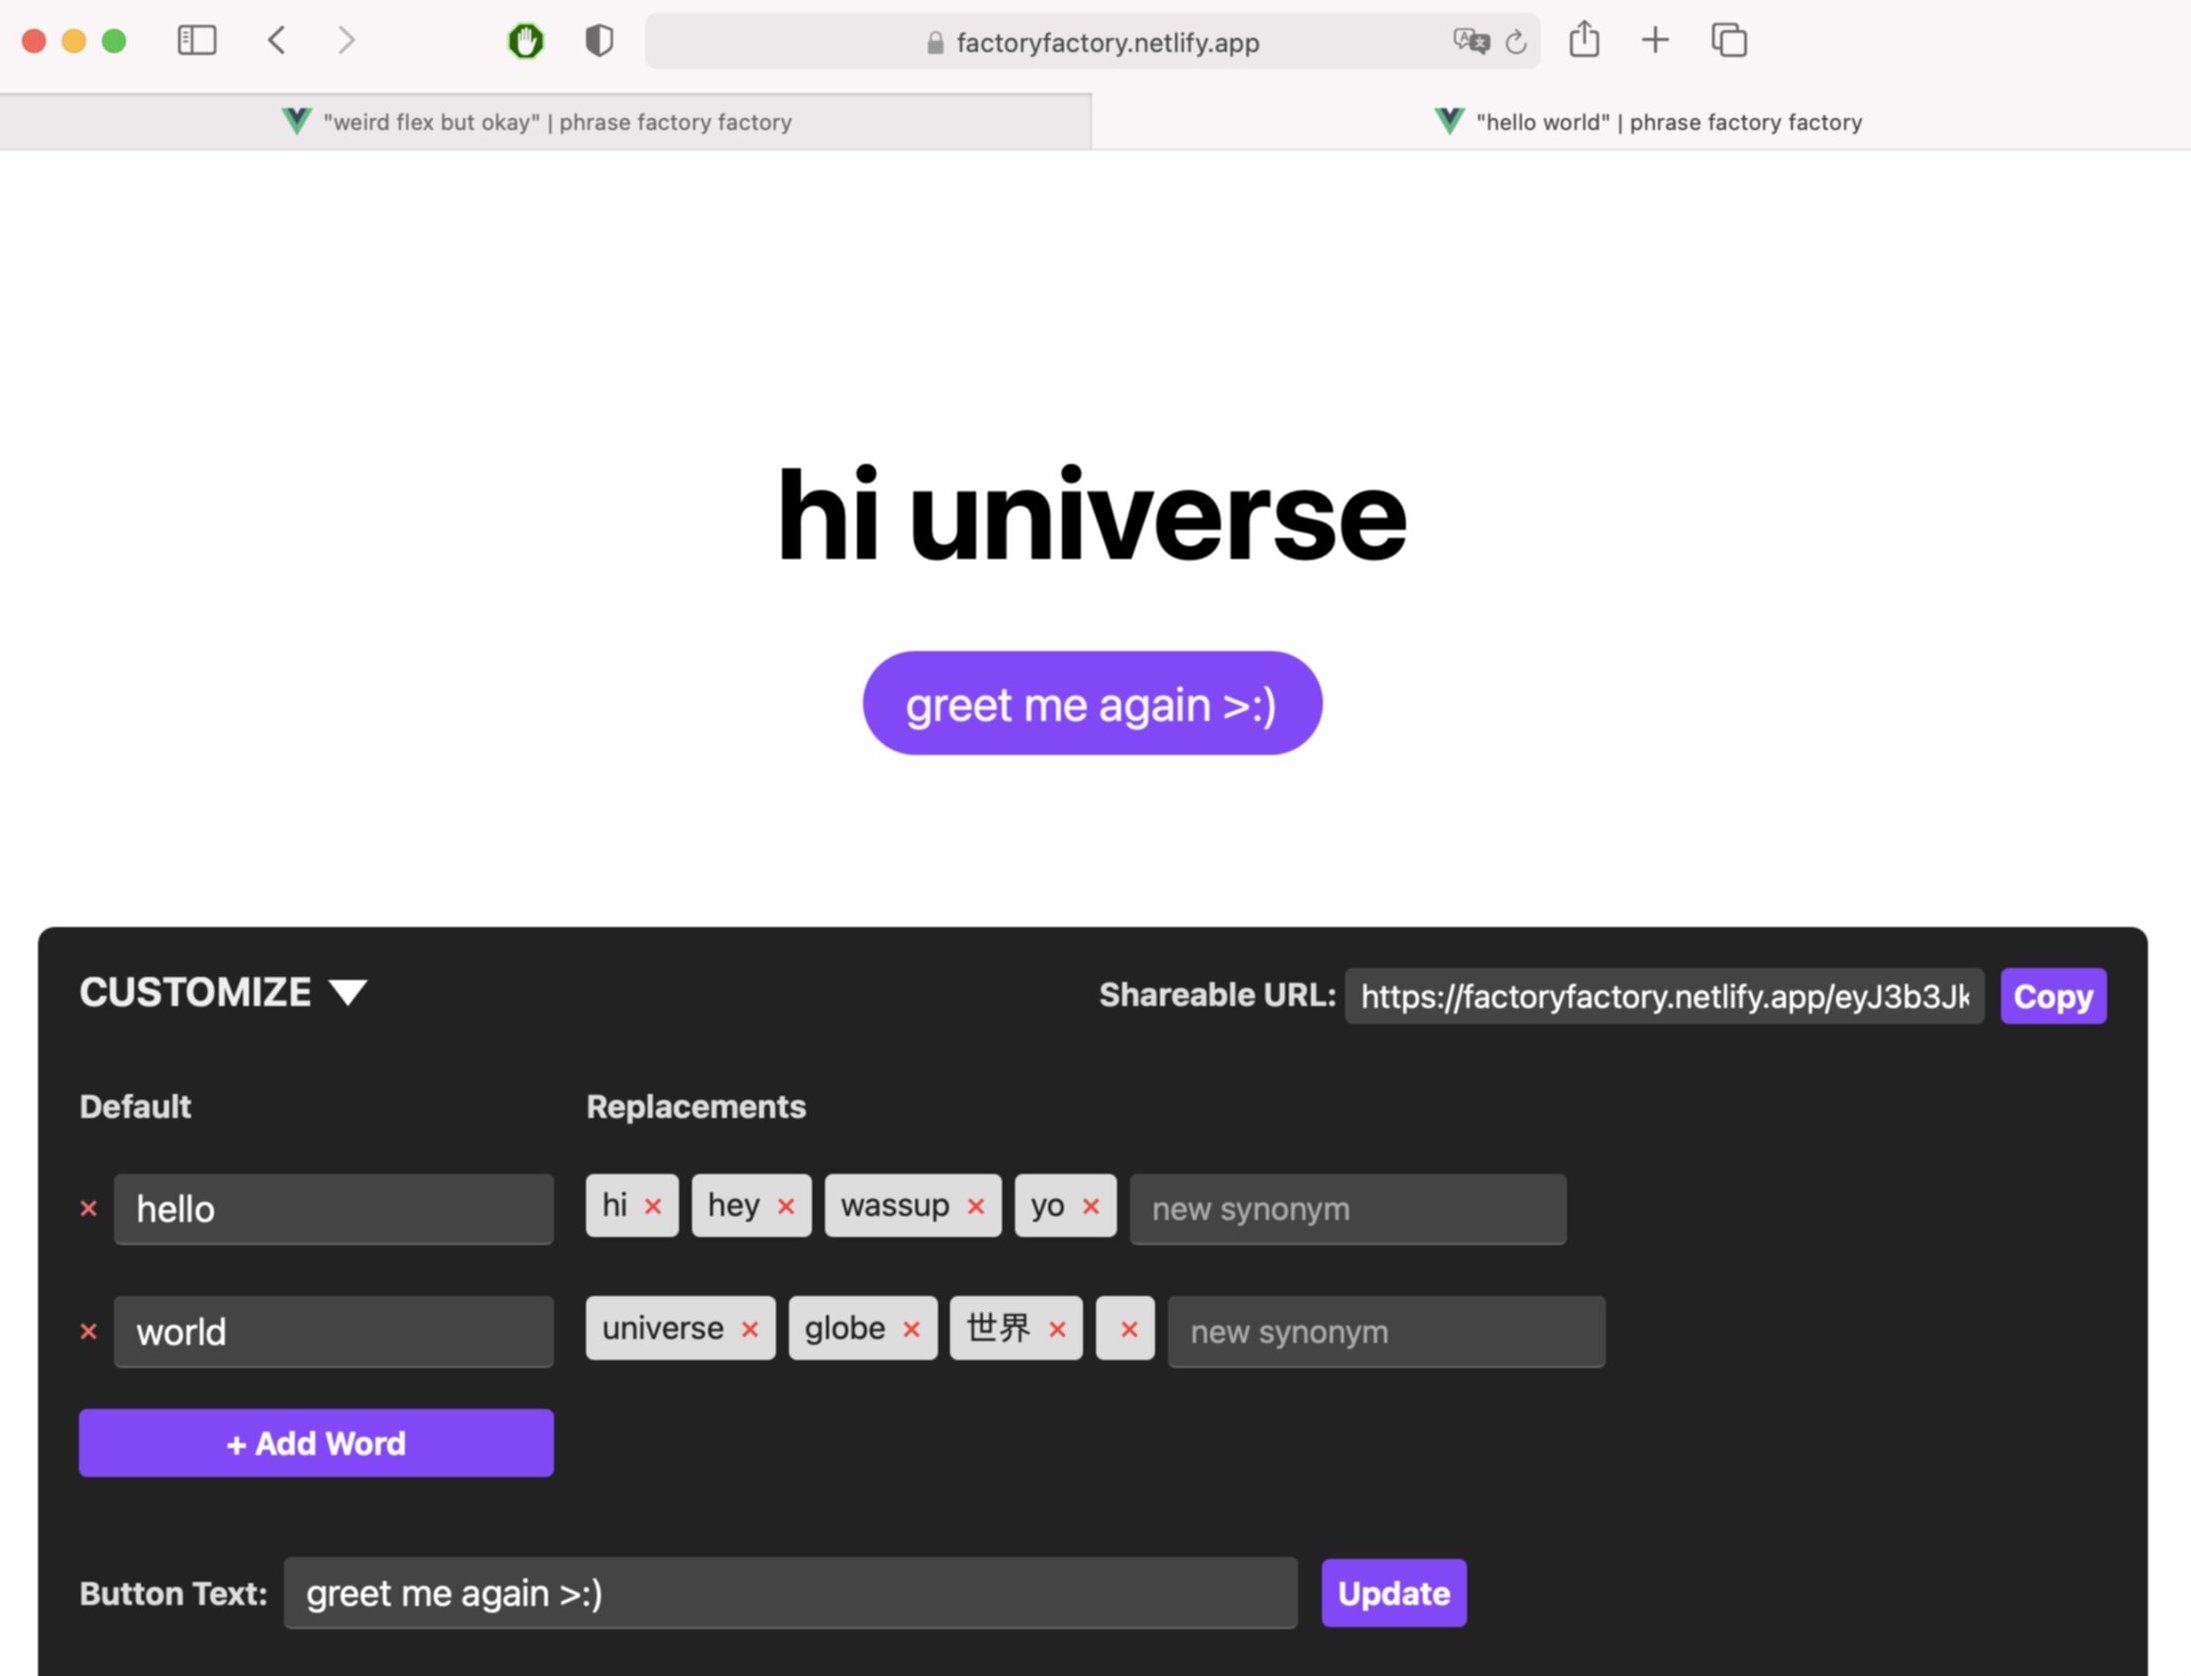 factoryfactory.netlify.app
"weird flex but okay" | phrase factory factory
"hello world" | phrase factory factory
hi universe
greet me again >:)
CUSTOMIZE ▼
Shareable URL: https://factoryfactory.netlify.app/eyJ3b3Jk Copy
Default Replacements
× hello hi × hey × wassup × yo × new synonym
× world universe × globe × 世界 × × new synonym
+ Add Word
Button Text: greet me again >:) Update